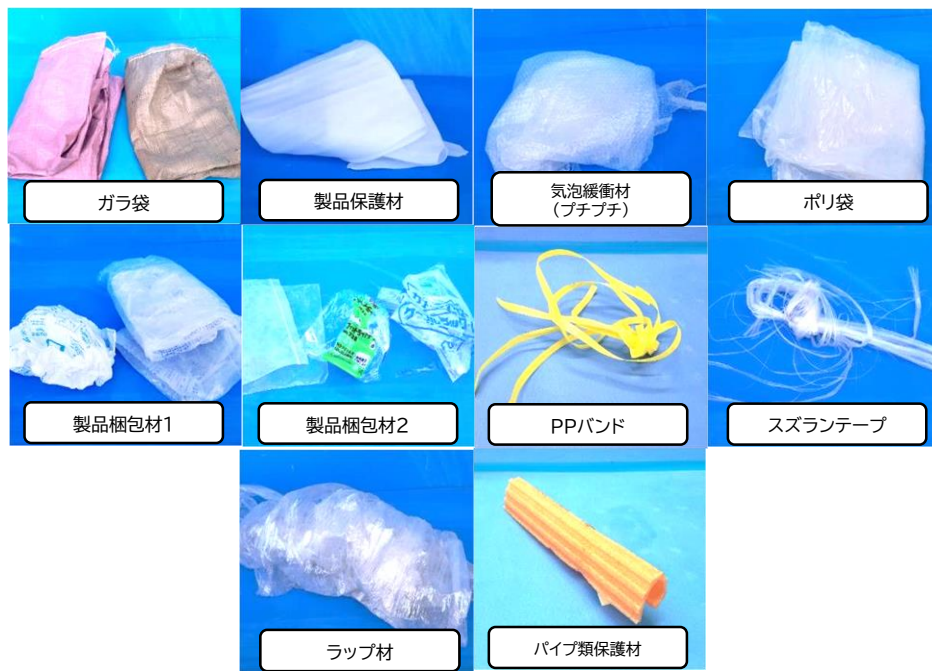 ガラ袋
製品保護材
気泡緩衝材
（プチプチ）
ポリ袋
製品梱包材1
製品梱包材2
PPバンド
スズランテープ
ラップ材
パイプ類保護材